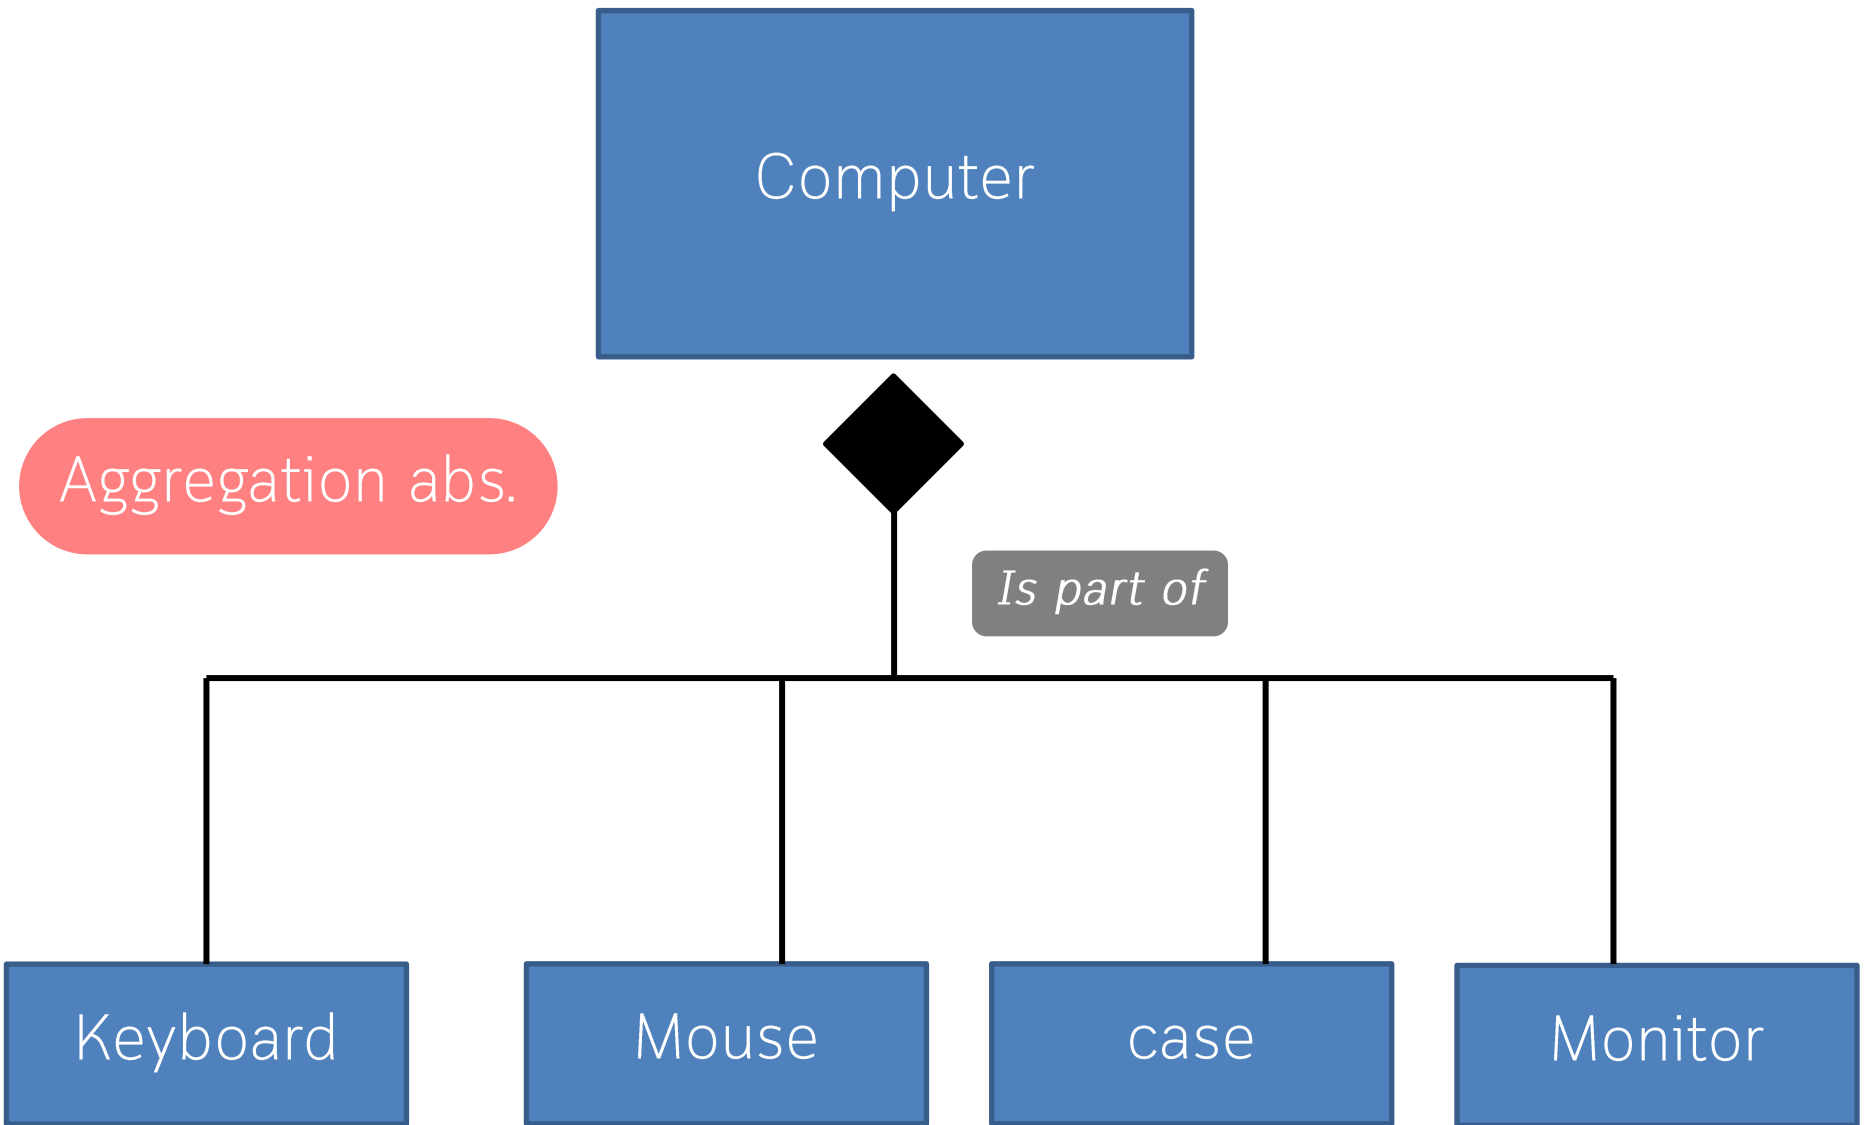 Computer
Aggregation abs.
Is part of
Keyboard
Mouse
case
Monitor